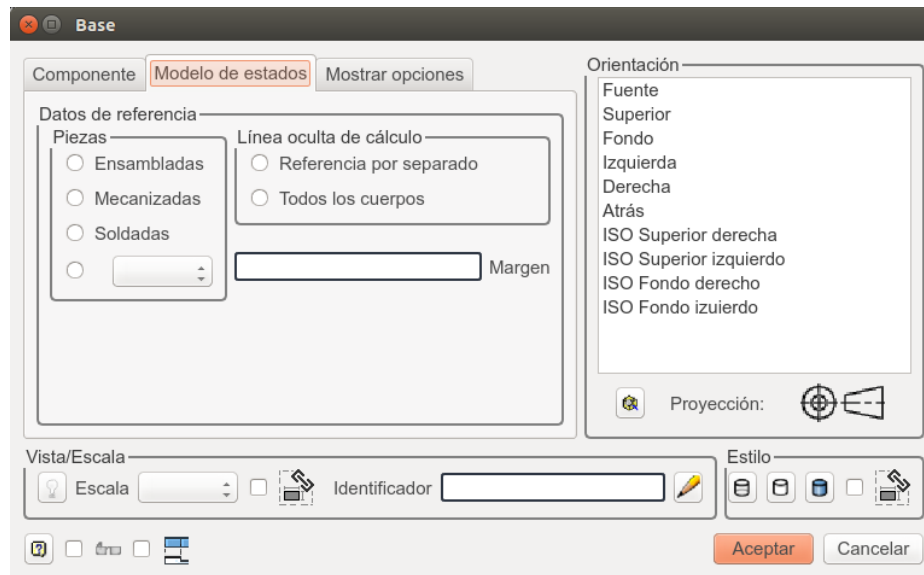 Base
Componente
Modelo de estados
Mostrar opciones
Datos de referencia
Piezas
Ensambladas
Mecanizadas
Soldadas
Línea oculta de cálculo
Referencia por separado
Todos los cuerpos
Margen
Orientación
Fuente
Superior
Fondo
Izquierda
Derecha
Atrás
ISO Superior derecha
ISO Superior izquierdo
ISO Fondo derecho
ISO Fondo izuierdo
Proyección:
Vista/Escala
Escala
Identificador
Estilo
?
Aceptar
Cancelar